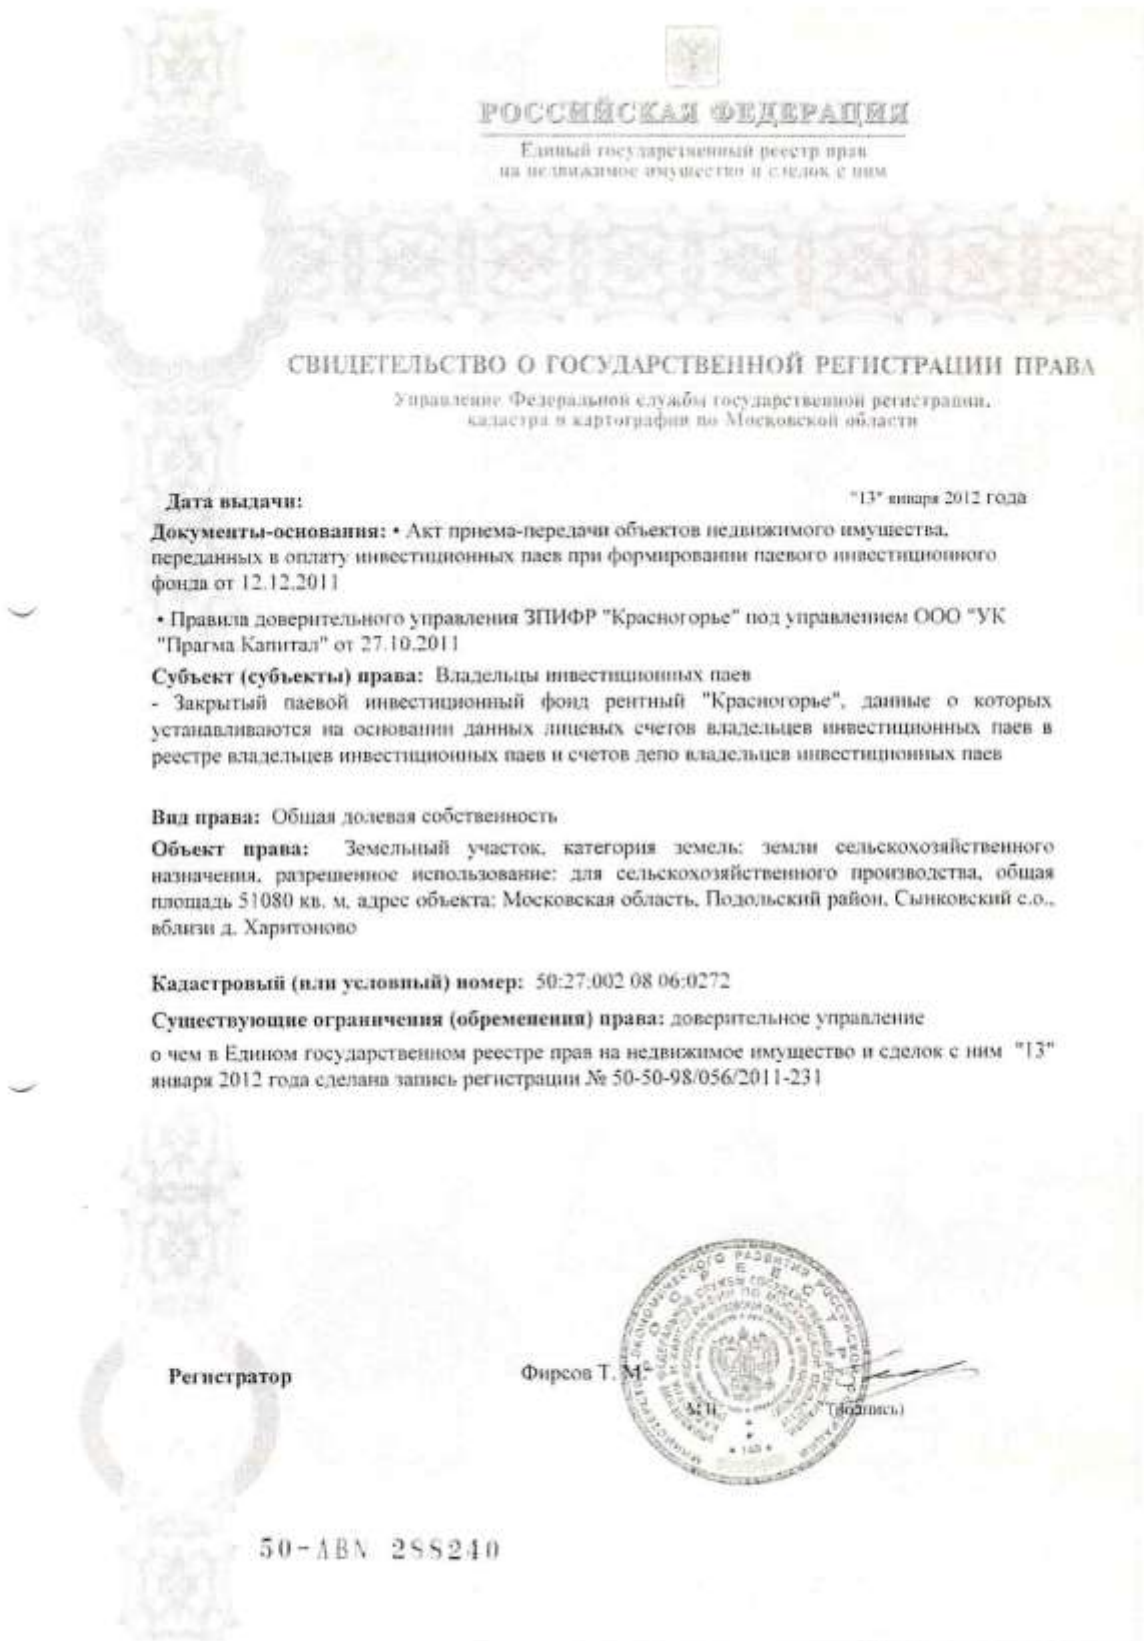 РОССИЙСКАЯ ФЕДЕРАЦИЯ
Единый государственный реестр прав
на недвижимое имущество и сделок с ним
СВИДЕТЕЛЬСТВО О ГОСУДАРСТВЕННОЙ РЕГИСТРАЦИИ ПРАВА
Управление Федеральной службы государственной регистрации,
кадастра и картографии по Московской области
Дата выдачи: "13" января 2012 года
Документы-основания: • Акт приема-передачи объектов недвижимого имущества,
переданных в оплату инвестиционных паев при формировании паевого инвестиционного
фонда от 12.12.2011
• Правила доверительного управления ЗПИФР "Красногорье" под управлением ООО "УК
"Прагма Капитал" от 27.10.2011
Субъект (субъекты) права: Владельцы инвестиционных паев
- Закрытый паевой инвестиционный фонд рентный "Красногорье", данные о которых
устанавливаются на основании данных лицевых счетов владельцев инвестиционных паев в
реестре владельцев инвестиционных паев и счетов депо владельцев инвестиционных паев
Вид права: Общая долевая собственность
Объект права: Земельный участок, категория земель: земли сельскохозяйственного
назначения, разрешенное использование: для сельскохозяйственного производства, общая
площадь 51080 кв. м, адрес объекта: Московская область, Подольский район, Сынковский с.о.,
вблизи д. Харитоново
Кадастровый (или условный) номер: 50:27:002 08 06:0272
Существующие ограничения (обременения) права: доверительное управление
о чем в Едином государственном реестре прав на недвижимое имущество и сделок с ним "13"
января 2012 года сделана запись регистрации № 50-50-98/056/2011-231
Регистратор Фирсов Т. М.
М.П. (подпись)
50-АВN 288240